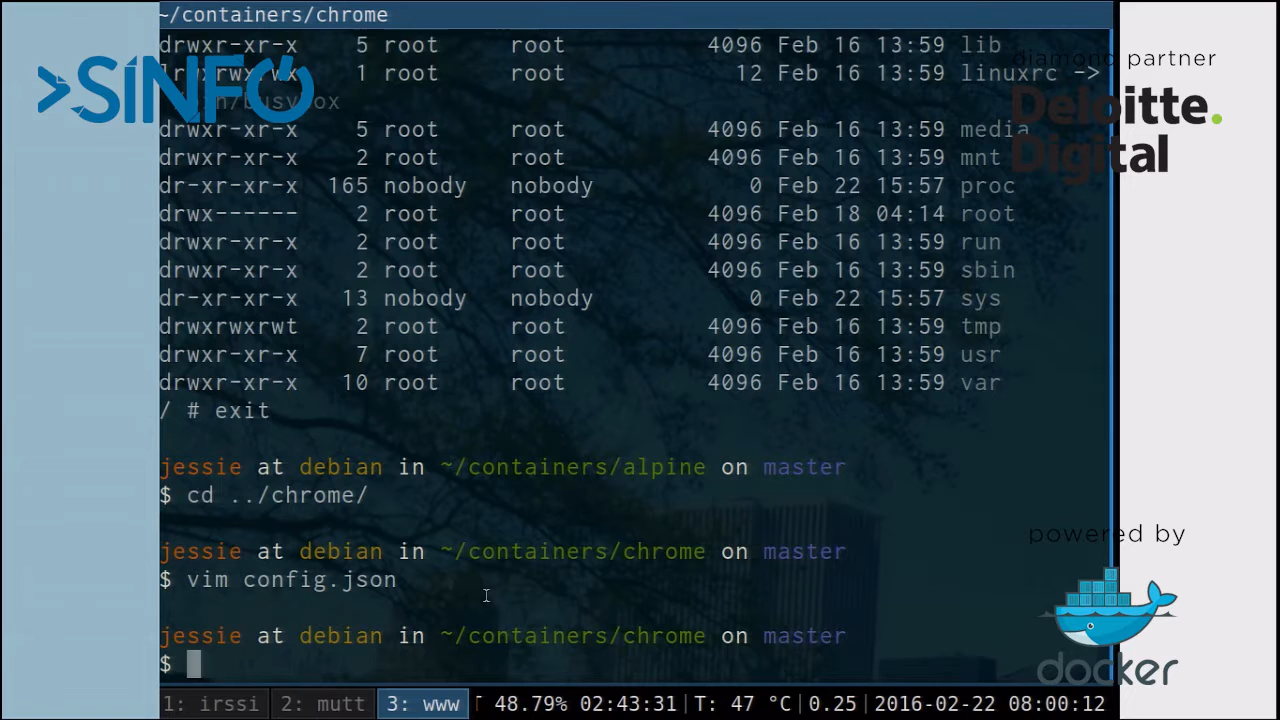 ~/containers/chrome
drwxr-xr-x 5 root root 4096 Feb 16 13:59 lib
lrwxrwxrwx 1 root root 12 Feb 16 13:59 linuxrc ->
in/busybox
drwxr-xr-x 5 root root 4096 Feb 16 13:59 media
drwxr-xr-x 2 root root 4096 Feb 16 13:59 mnt
dr-xr-xr-x 165 nobody nobody 0 Feb 22 15:57 proc
drwx------ 2 root root 4096 Feb 18 04:14 root
drwxr-xr-x 2 root root 4096 Feb 16 13:59 run
drwxr-xr-x 2 root root 4096 Feb 16 13:59 sbin
dr-xr-xr-x 13 nobody nobody 0 Feb 22 15:57 sys
drwxrwxrwt 2 root root 4096 Feb 16 13:59 tmp
drwxr-xr-x 7 root root 4096 Feb 16 13:59 usr
drwxr-xr-x 10 root root 4096 Feb 16 13:59 var
/ # exit
jessie at debian in ~/containers/alpine on master
$ cd ../chrome/
jessie at debian in ~/containers/chrome on master
$ vim config.json
jessie at debian in ~/containers/chrome on master
$
1: irssi 2: mutt 3: www 48.79% 02:43:31 | T: 47 °C | 0.25 | 2016-02-22 08:00:12
>SINFO
diamond partner
Deloitte.
Digital
powered by
docker